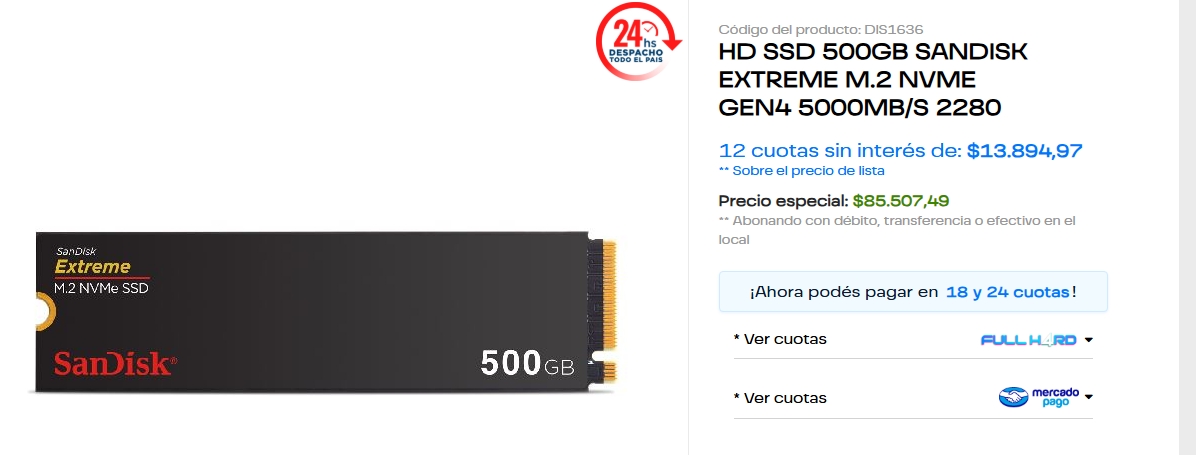 24hs
DESPACHO
TODO EL PAIS
SanDisk
Extreme
M.2 NVMe SSD
SanDisk®
500GB
Código del producto: DIS1636
HD SSD 500GB SANDISK
EXTREME M.2 NVME
GEN4 5000MB/S 2280
12 cuotas sin interés de: $13.894,97
** Sobre el precio de lista
Precio especial: $85.507,49
** Abonando con débito, transferencia o efectivo en el
local
¡Ahora podés pagar en 18 y 24 cuotas!
* Ver cuotas
FULL H4RD
* Ver cuotas
mercado
pago